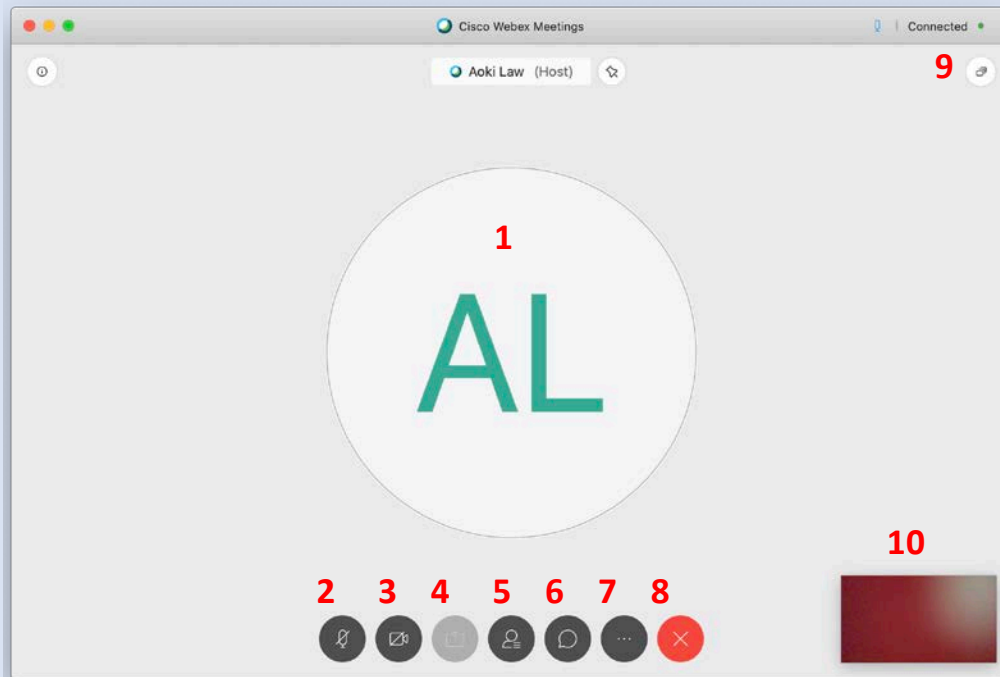 Cisco Webex Meetings
Connected
Aoki Law (Host)
9
1
AL
10
2 3 4 5 6 7 8